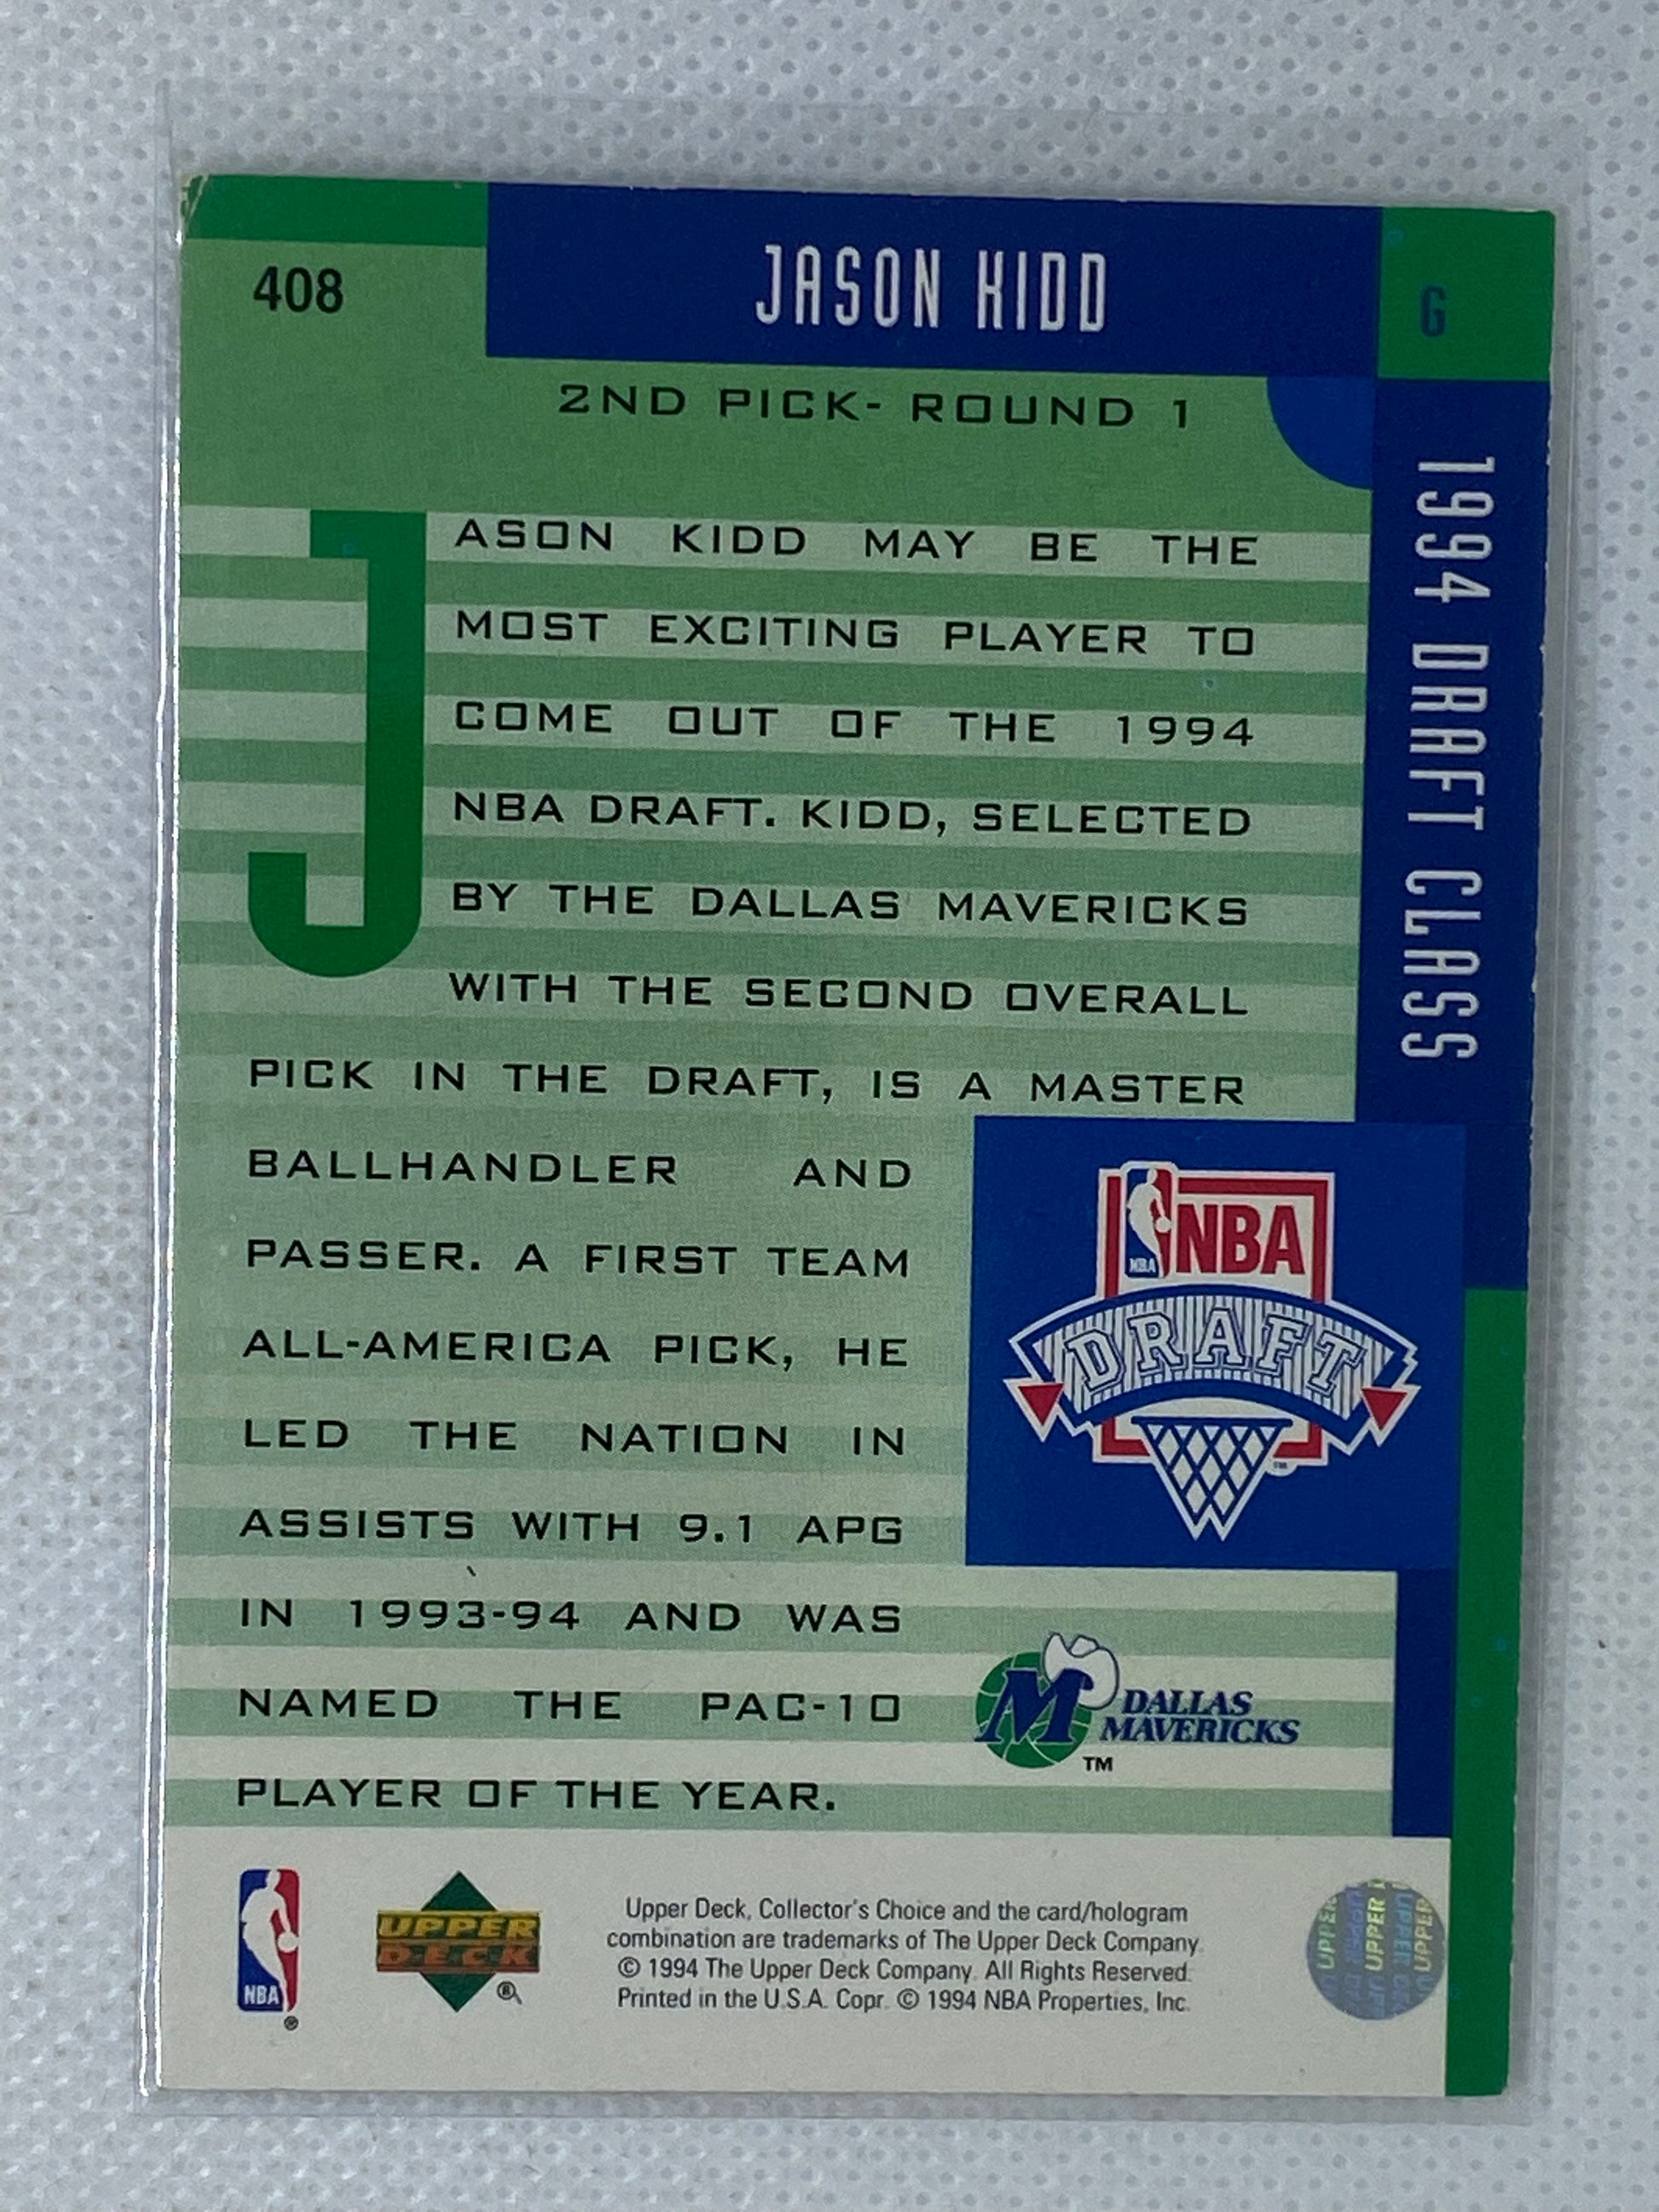 408
JASON KIDD
G
2ND PICK- ROUND 1
1994 DRAFT CLASS
JASON KIDD MAY BE THE
MOST EXCITING PLAYER TO
COME OUT OF THE 1994
NBA DRAFT. KIDD, SELECTED
BY THE DALLAS MAVERICKS
WITH THE SECOND OVERALL
PICK IN THE DRAFT, IS A MASTER
BALLHANDLER AND
PASSER. A FIRST TEAM
ALL-AMERICA PICK, HE
LED THE NATION IN
ASSISTS WITH 9.1 APG
IN 1993-94 AND WAS
NAMED THE PAC-10
PLAYER OF THE YEAR.
NBA
NBA
DRAFT
TM
M
DALLAS
MAVERICKS
TM
NBA
®
UPPER
DECK
®
Upper Deck, Collector's Choice and the card/hologram
combination are trademarks of The Upper Deck Company.
© 1994 The Upper Deck Company. All Rights Reserved.
Printed in the U.S.A. Copr. © 1994 NBA Properties, Inc.
UPPER
UPPER
UPPER
UPPER